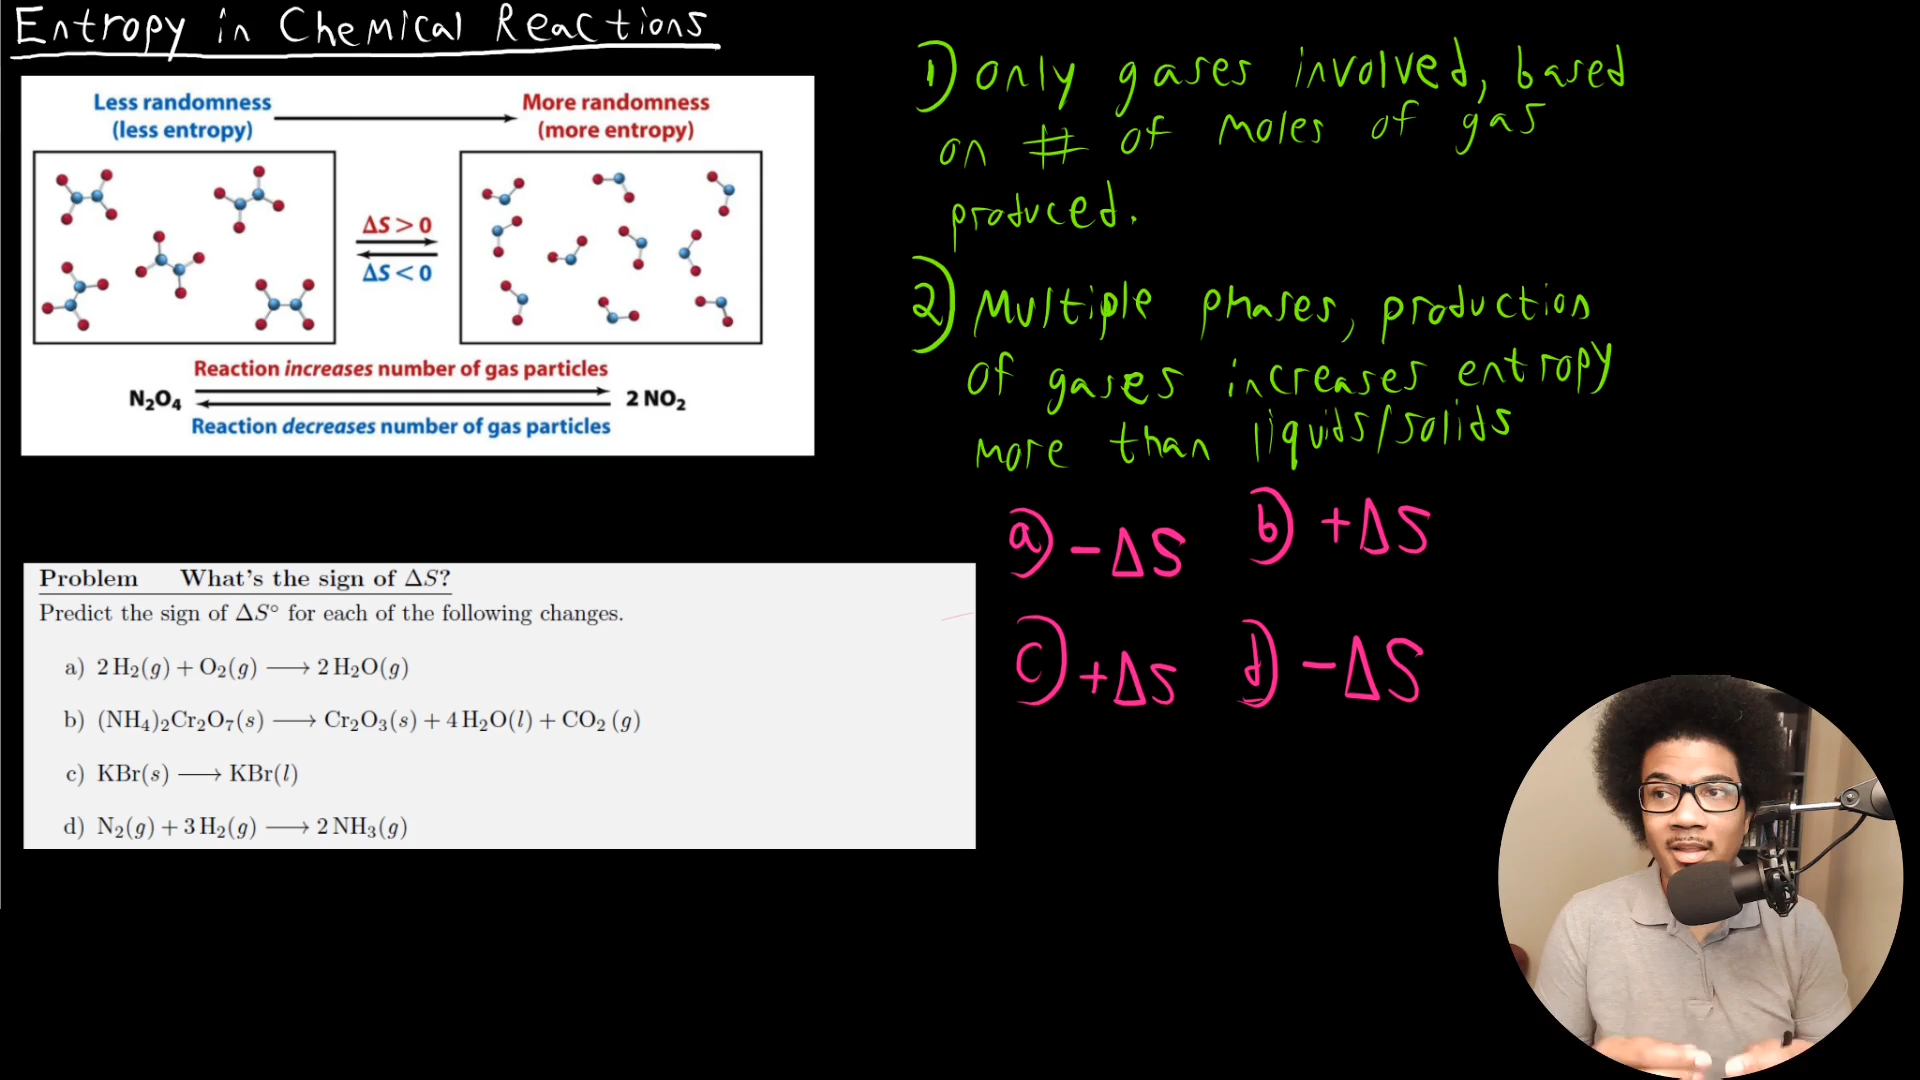 Entropy in Chemical Reactions
Less randomness
(less entropy)
More randomness
(more entropy)
ΔS > 0
ΔS < 0
Reaction increases number of gas particles
N₂O₄
2 NO₂
Reaction decreases number of gas particles
1) only gases involved, based
on # of moles of gas
produced.
2) Multiple phases, production
of gases increases entropy
more than liquids/solids
a) -ΔS
b) +ΔS
c) +ΔS
d) -ΔS
Problem What's the sign of ΔS?
Predict the sign of ΔS° for each of the following changes.
a) 2 H₂(g) + O₂(g) ⟶ 2 H₂O(g)
b) (NH₄)₂Cr₂O₇(s) ⟶ Cr₂O₃(s) + 4 H₂O(l) + CO₂ (g)
c) KBr(s) ⟶ KBr(l)
d) N₂(g) + 3 H₂(g) ⟶ 2 NH₃(g)